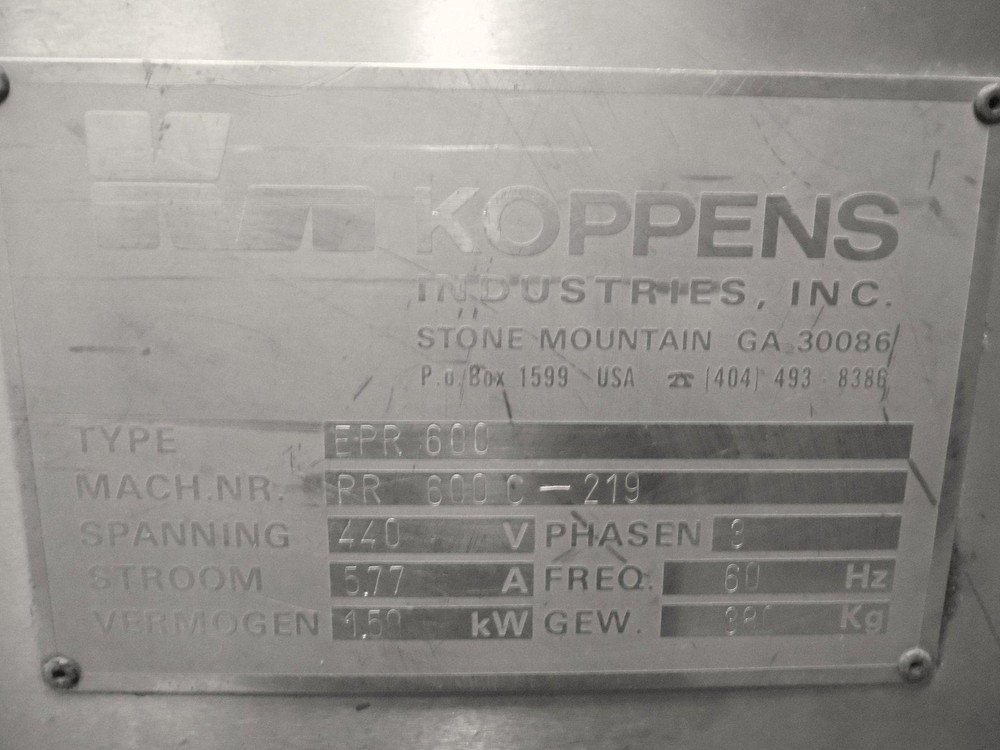 KOPPENS
INDUSTRIES, INC.
STONE MOUNTAIN GA 30086
P.o. Box 1599 USA ☎ (404) 493-8386
TYPE EPR 600
MACH.NR. PR 600 C - 219
SPANNING 440 V PHASEN 3
STROOM 5,77 A FREQ. 60 Hz
VERMOGEN kW GEW. Kg